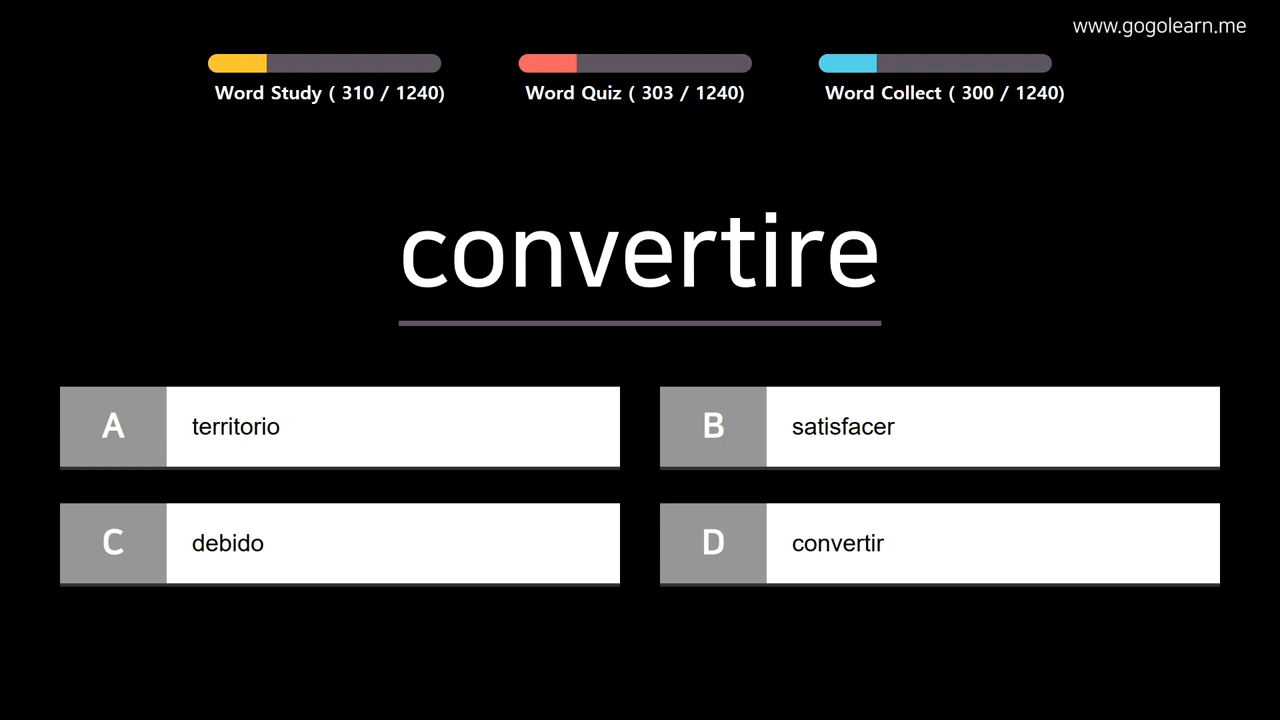 www.gogolearn.me
Word Study ( 310 / 1240)
Word Quiz ( 303 / 1240)
Word Collect ( 300 / 1240)
convertire
A territorio
B satisfacer
C debido
D convertir